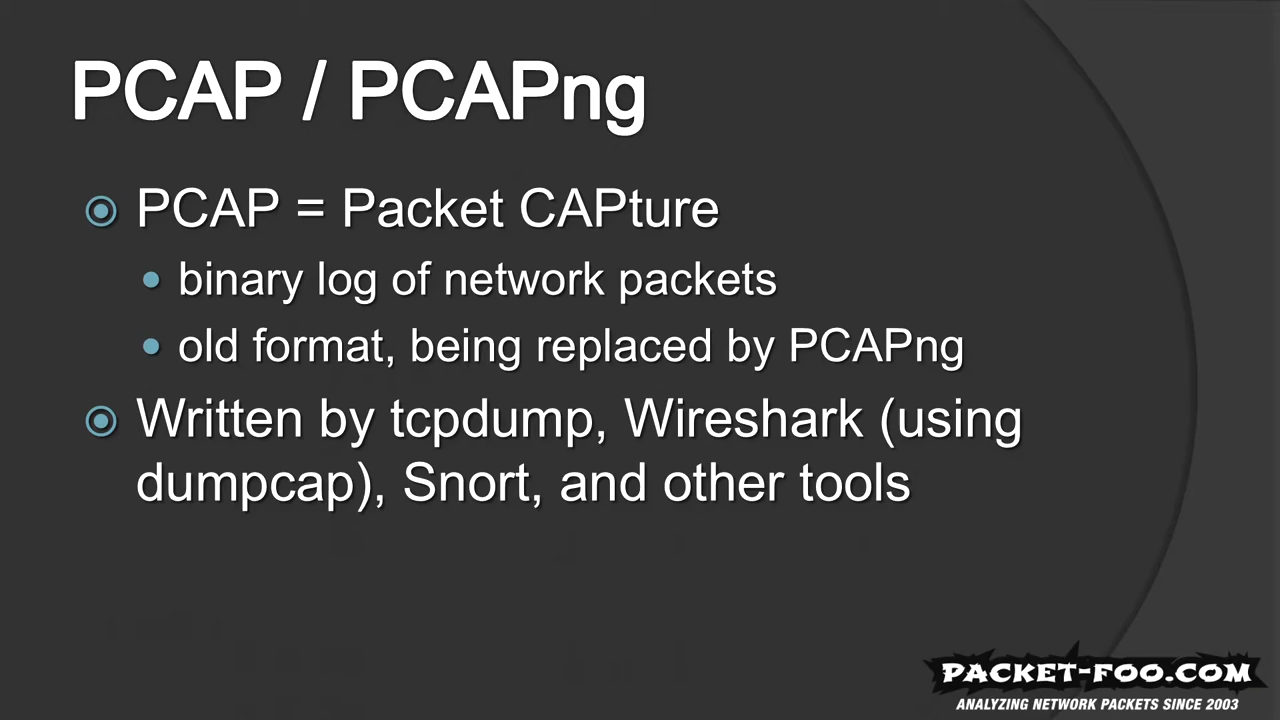 PCAP / PCAPng
PCAP = Packet CAPture
binary log of network packets
old format, being replaced by PCAPng
Written by tcpdump, Wireshark (using
dumpcap), Snort, and other tools
PACKET-FOO.COM
ANALYZING NETWORK PACKETS SINCE 2003